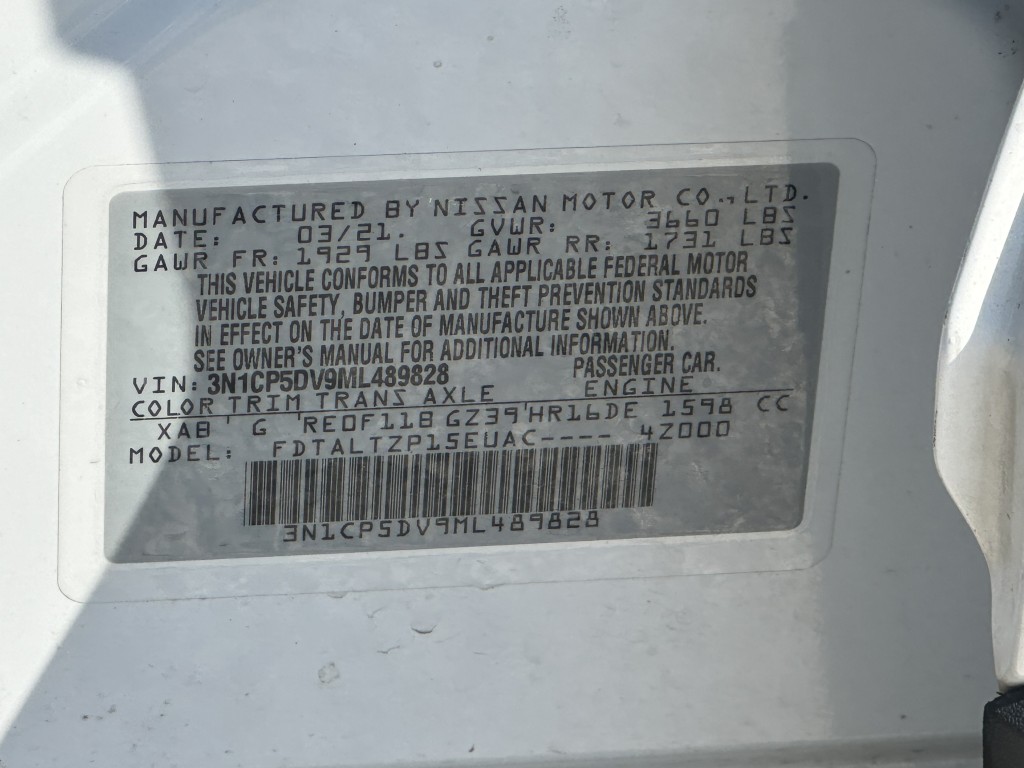 MANUFACTURED BY NISSAN MOTOR CO., LTD.
DATE: 03/21. GVWR: 3660 LBS
GAWR FR: 1929 LBS GAWR RR: 1731 LBS
THIS VEHICLE CONFORMS TO ALL APPLICABLE FEDERAL MOTOR
VEHICLE SAFETY, BUMPER AND THEFT PREVENTION STANDARDS
IN EFFECT ON THE DATE OF MANUFACTURE SHOWN ABOVE.
SEE OWNER'S MANUAL FOR ADDITIONAL INFORMATION.
VIN: 3N1CP5DV9ML489828 PASSENGER CAR.
COLOR TRIM TRANS AXLE ENGINE
XAB ' G 'RE0F11B GZ39'HR16DE 1598 CC
MODEL: FDTALTZP15EUAC---- 4Z000
3N1CP5DV9ML489828